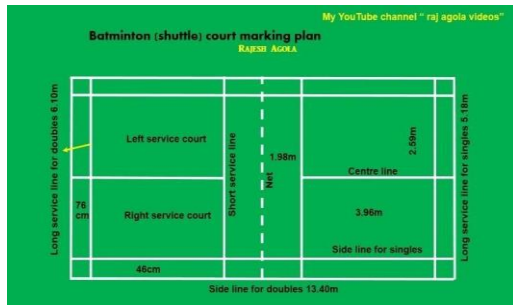 My YouTube channel “ raj agola videos”
Batminton (shuttle) court marking plan
Rajesh Agola
Long service line for doubles 6.10m
Left service court
Short service line
1.98m
Net
2.59m
Long service line for singles 5.18m
Centre line
76
cm
Right service court
3.96m
Side line for singles
46cm
Side line for doubles 13.40m